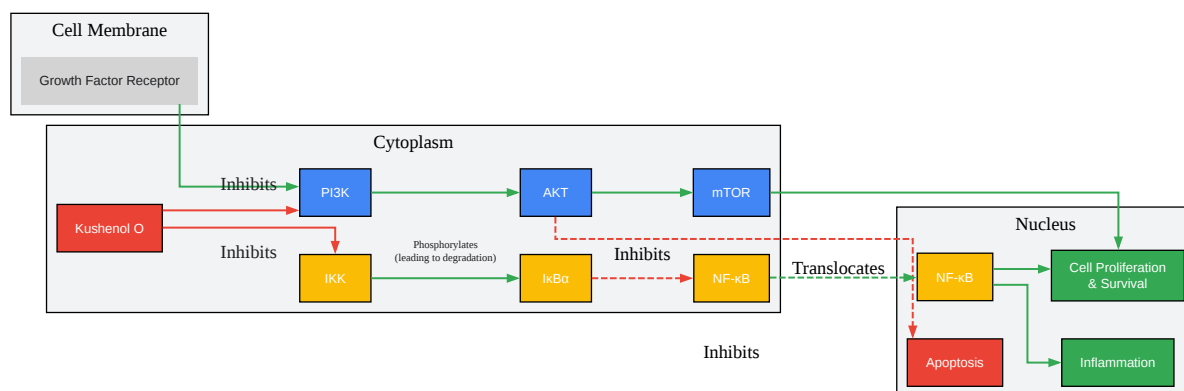 Cell Membrane
Growth Factor Receptor
Cytoplasm
Inhibits
PI3K
AKT
mTOR
Kushenol O
Nucleus
Inhibits
Phosphorylates
(leading to degradation)
Inhibits
Translocates
IKK
IκBα
NF-κB
NF-κB
Cell Proliferation
& Survival
Inhibits
Apoptosis
Inflammation